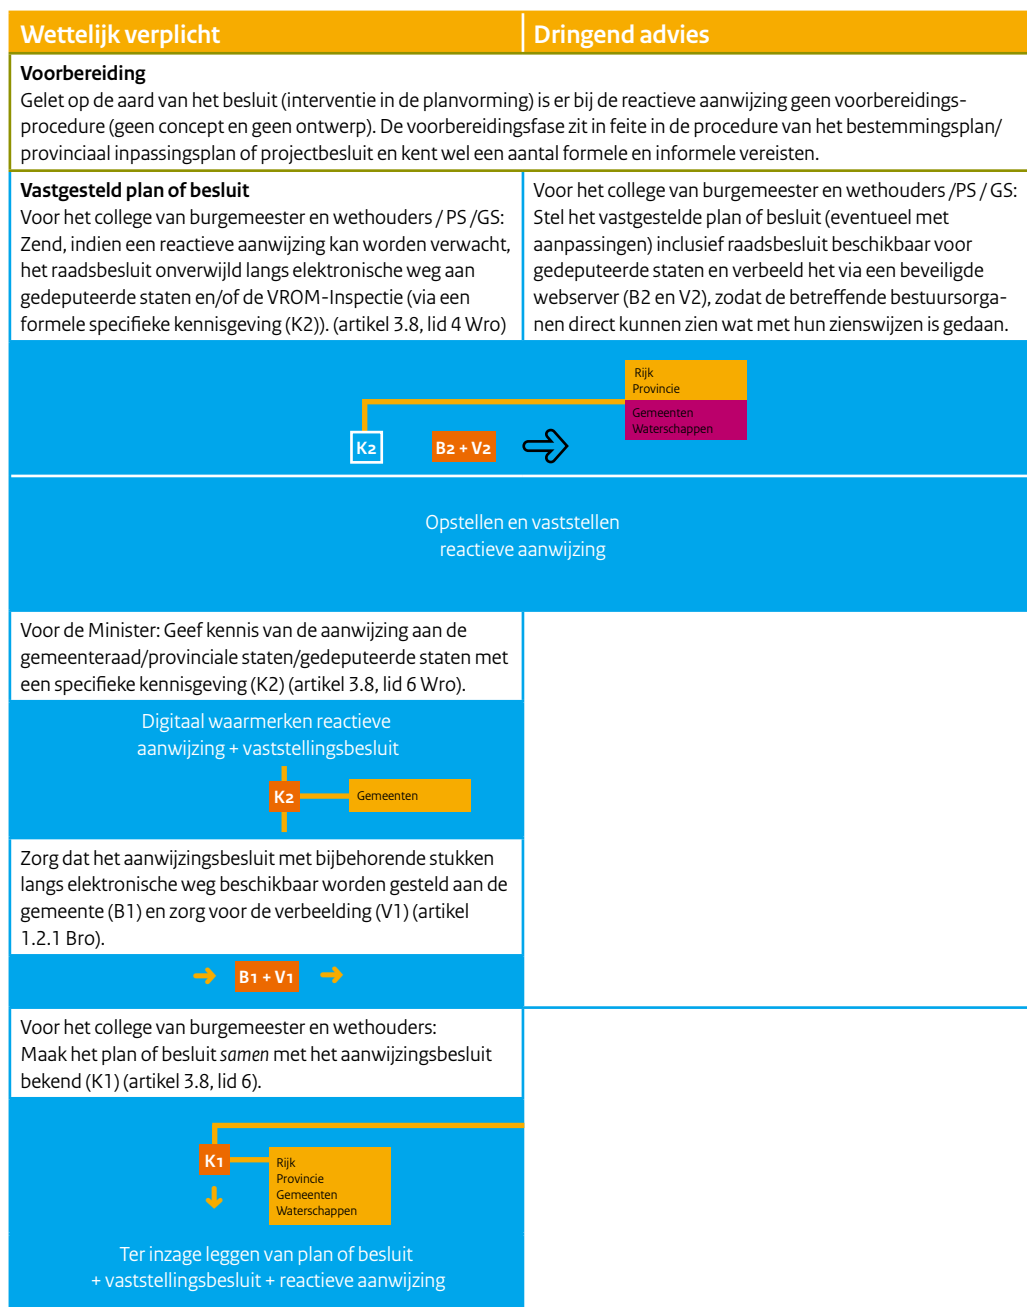 Wettelijk verplicht
Dringend advies
Voorbereiding
Gelet op de aard van het besluit (interventie in de planvorming) is er bij de reactieve aanwijzing geen voorbereidings-
procedure (geen concept en geen ontwerp). De voorbereidingsfase zit in feite in de procedure van het bestemmingsplan/
provinciaal inpassingsplan of projectbesluit en kent wel een aantal formele en informele vereisten.
Vastgesteld plan of besluit
Voor het college van burgemeester en wethouders / PS /GS:
Zend, indien een reactieve aanwijzing kan worden verwacht,
het raadsbesluit onverwijld langs elektronische weg aan
gedeputeerde staten en/of de VROM-Inspectie (via een
formele specifieke kennisgeving (K2)). (artikel 3.8, lid 4 Wro)
Voor het college van burgemeester en wethouders /PS / GS:
Stel het vastgestelde plan of besluit (eventueel met
aanpassingen) inclusief raadsbesluit beschikbaar voor
gedeputeerde staten en verbeeld het via een beveiligde
webserver (B2 en V2), zodat de betreffende bestuursorga-
nen direct kunnen zien wat met hun zienswijzen is gedaan.
Rijk
Provincie
Gemeenten
Waterschappen
K2
B2 + V2
Opstellen en vaststellen
reactieve aanwijzing
Voor de Minister: Geef kennis van de aanwijzing aan de
gemeenteraad/provinciale staten/gedeputeerde staten met
een specifieke kennisgeving (K2) (artikel 3.8, lid 6 Wro).
Digitaal waarmerken reactieve
aanwijzing + vaststellingsbesluit
K2
Gemeenten
Zorg dat het aanwijzingsbesluit met bijbehorende stukken
langs elektronische weg beschikbaar worden gesteld aan de
gemeente (B1) en zorg voor de verbeelding (V1) (artikel
1.2.1 Bro).
B1 + V1
Voor het college van burgemeester en wethouders:
Maak het plan of besluit samen met het aanwijzingsbesluit
bekend (K1) (artikel 3.8, lid 6).
K1
Rijk
Provincie
Gemeenten
Waterschappen
Ter inzage leggen van plan of besluit
+ vaststellingsbesluit + reactieve aanwijzing